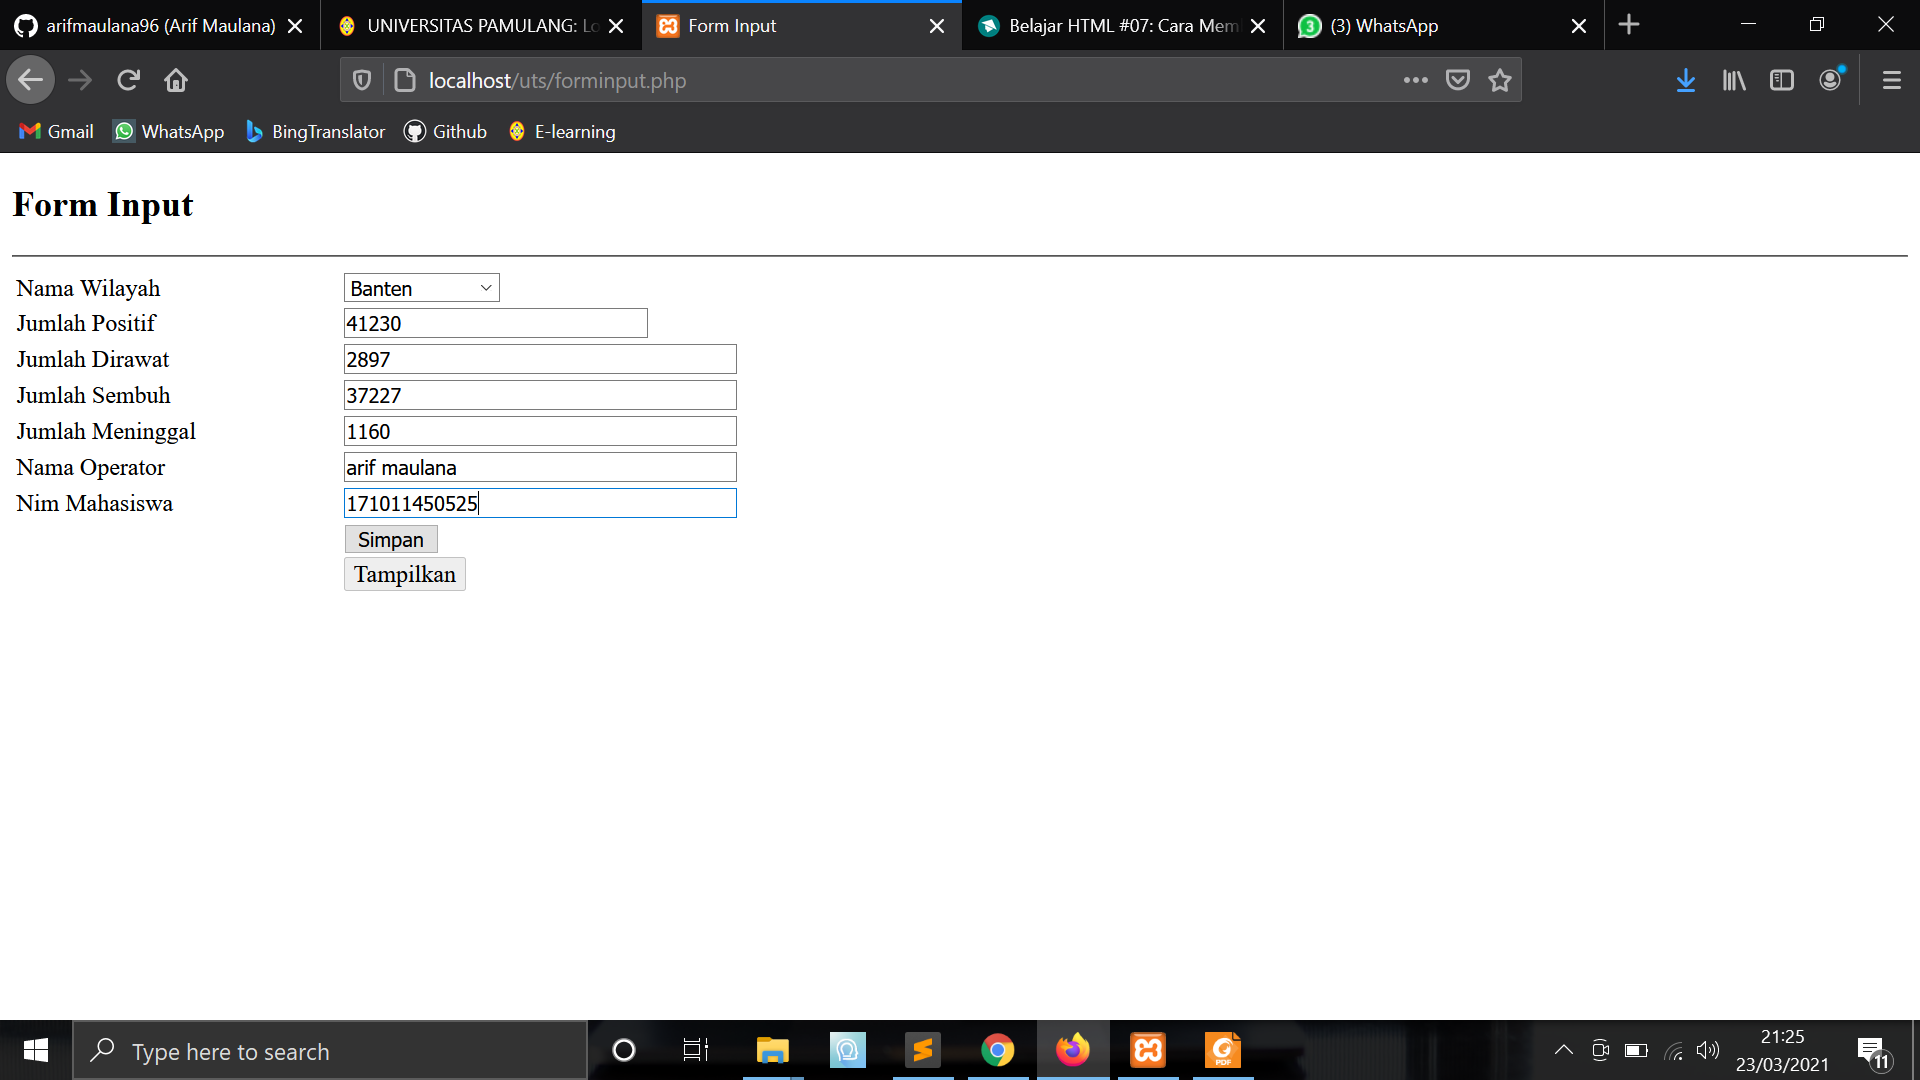 arifmaulana96 (Arif Maulana)
UNIVERSITAS PAMULANG: Lo
Form Input
Belajar HTML #07: Cara Mem
3 (3) WhatsApp
localhost/uts/forminput.php
Gmail
WhatsApp
BingTranslator
Github
E-learning
Form Input
Nama Wilayah Banten
Jumlah Positif 41230
Jumlah Dirawat 2897
Jumlah Sembuh 37227
Jumlah Meninggal 1160
Nama Operator arif maulana
Nim Mahasiswa 171011450525
Simpan
Tampilkan
Type here to search
PDF
21:25
23/03/2021
11